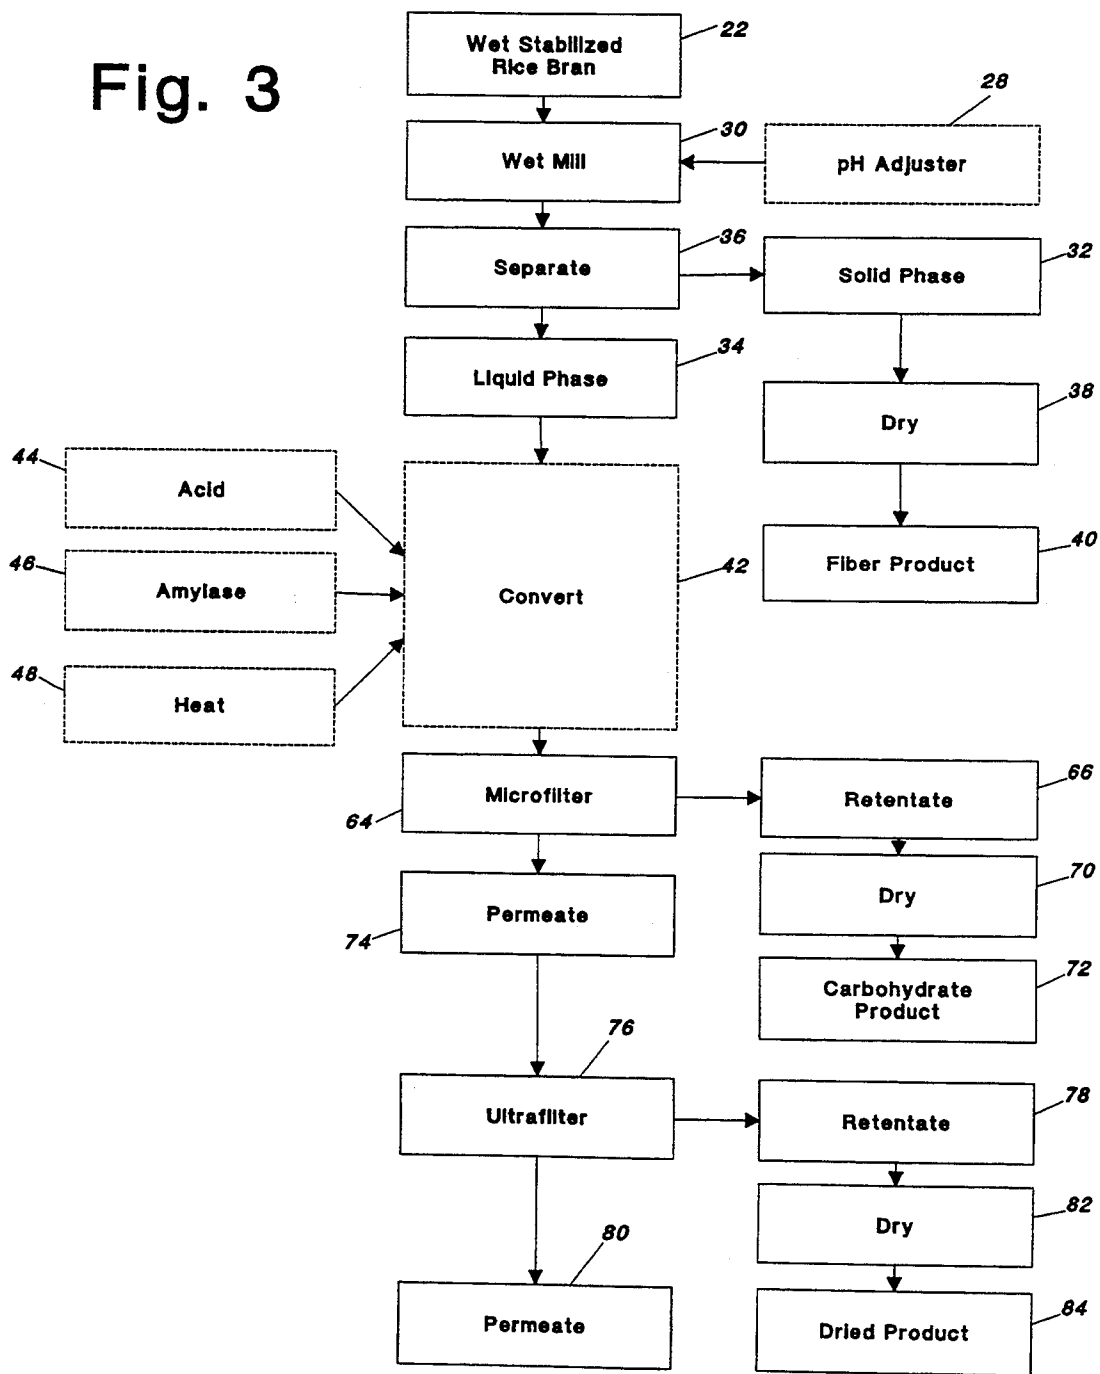 Fig. 3
22
Wet Stabilized
Rice Bran
28
30
Wet Mill
pH Adjuster
36
32
Separate
Solid Phase
34
Liquid Phase
38
Dry
44
Acid
46
Amylase
42
Convert
40
Fiber Product
48
Heat
66
Microfilter
Retentate
64
70
Dry
Permeate
74
72
Carbohydrate
Product
76
78
Ultrafilter
Retentate
82
Dry
80
84
Permeate
Dried Product